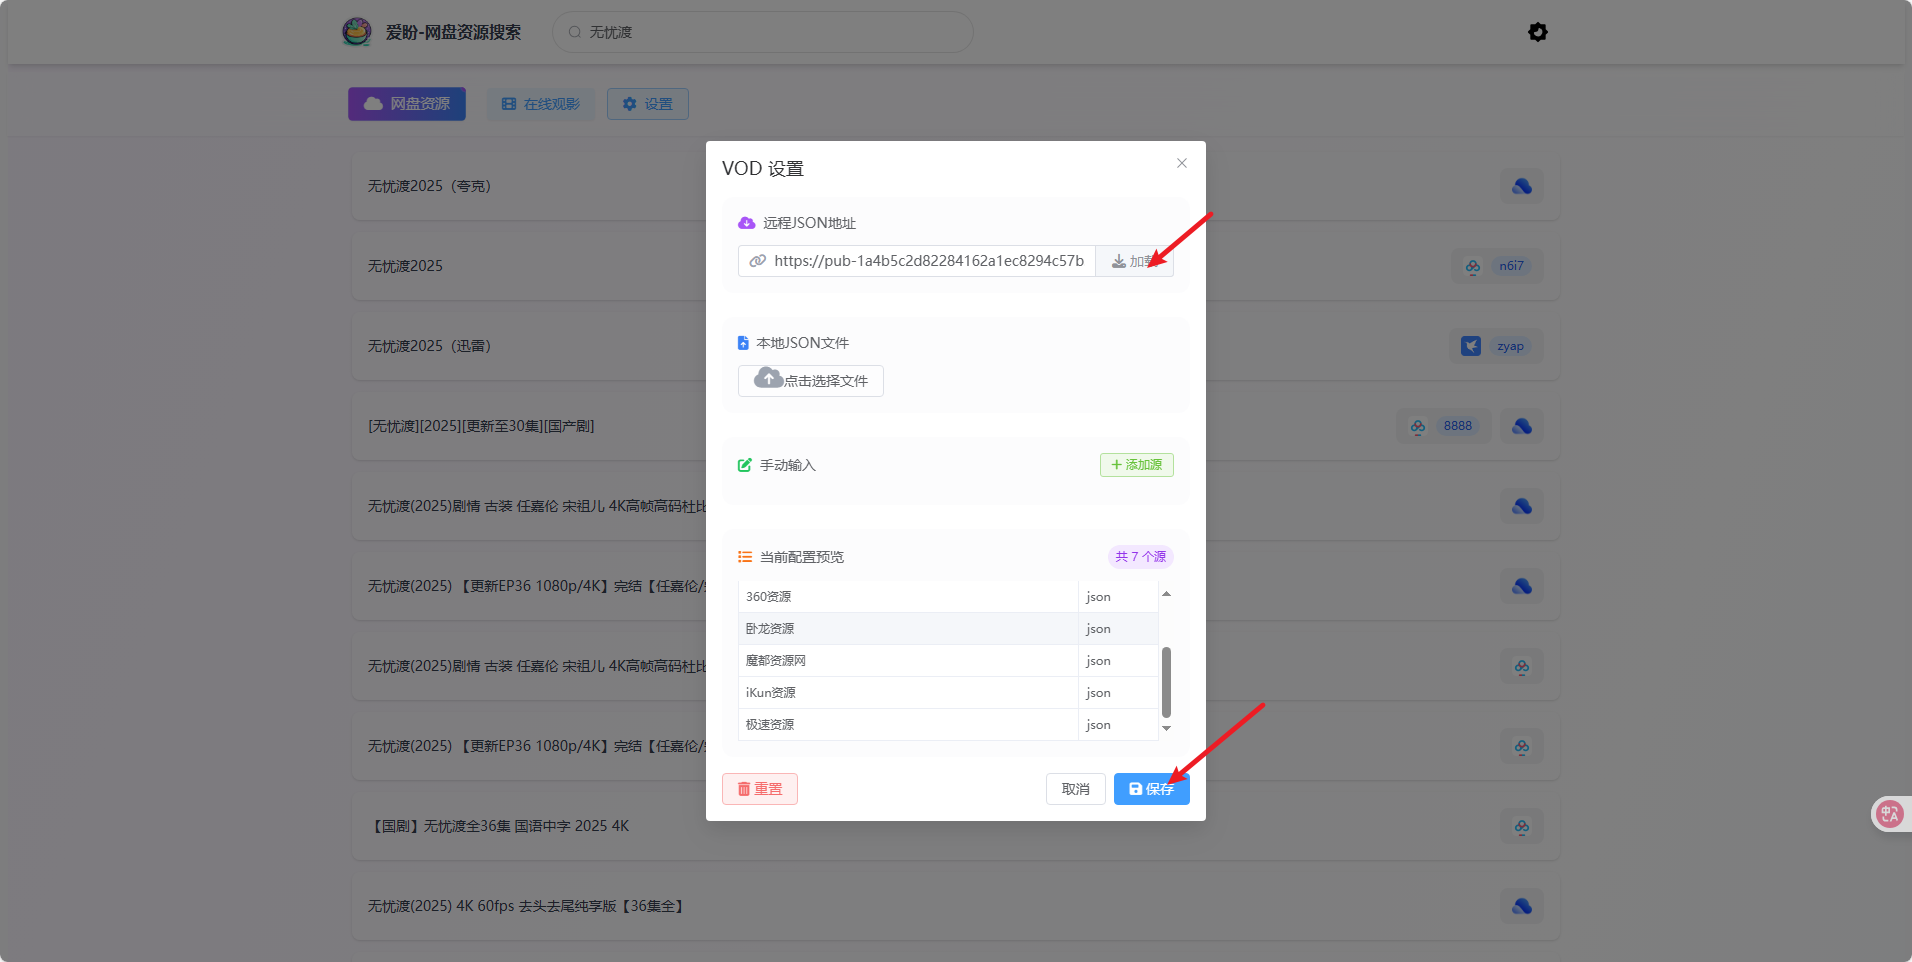 爱盼-网盘资源搜索
无忧渡
网盘资源
在线观影
设置
无忧渡2025（夸克）
无忧渡2025
n6i7
无忧渡2025（迅雷）
zyap
[无忧渡][2025][更新至30集][国产剧]
8888
无忧渡(2025)剧情 古装 任嘉伦 宋祖儿 4K高帧高码杜比
无忧渡(2025) 【更新EP36 1080p/4K】完结【任嘉伦/
无忧渡(2025)剧情 古装 任嘉伦 宋祖儿 4K高帧高码杜比
无忧渡(2025) 【更新EP36 1080p/4K】完结【任嘉伦/
【国剧】无忧渡全36集 国语中字 2025 4K
无忧渡(2025) 4K 60fps 去头去尾纯享版【36集全】
VOD 设置
远程JSON地址
https://pub-1a4b5c2d82284162a1ec8294c57b
加载
本地JSON文件
点击选择文件
手动输入
添加源
当前配置预览
共 7 个源
360资源 json
卧龙资源 json
魔都资源网 json
iKun资源 json
极速资源 json
重置
取消
保存